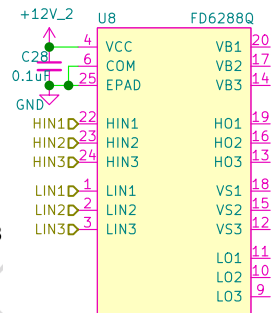 +12V_2 U8 FD6288Q
4 VCC VB1 20
C28 6 COM VB2 17
0.1uF 25 EPAD VB3 14
GND
HIN1 22 HIN1 HO1 19
HIN2 23 HIN2 HO2 16
HIN3 24 HIN3 HO3 13
LIN1 1 LIN1 VS1 18
LIN2 2 LIN2 VS2 15
LIN3 3 LIN3 VS3 12
LO1 11
LO2 10
LO3 9